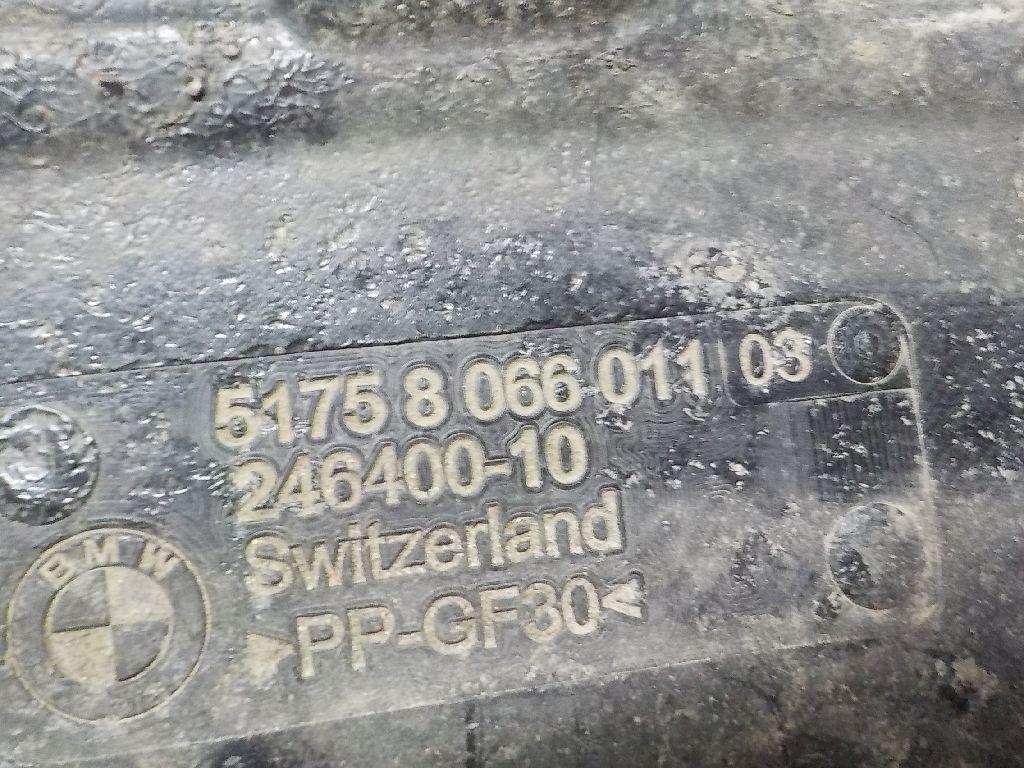 5175 8 066 011 03
246400-10
Switzerland
>PP-GF30<
BMW